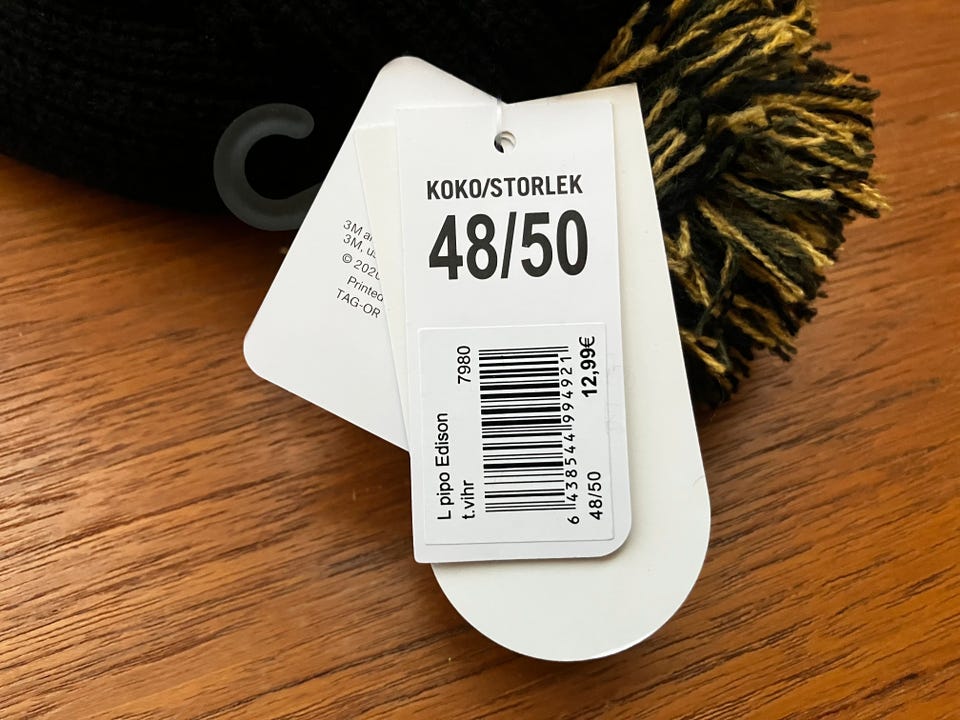 KOKO/STORLEK
48/50
L pipo Edison
7980
t.vihr
6 438544 994921
12,99€
48/50
3M
3M,
© 2020
Printed
TAG-OR